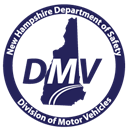 New Hampshire Department of Safety
DMV
Division of Motor Vehicles